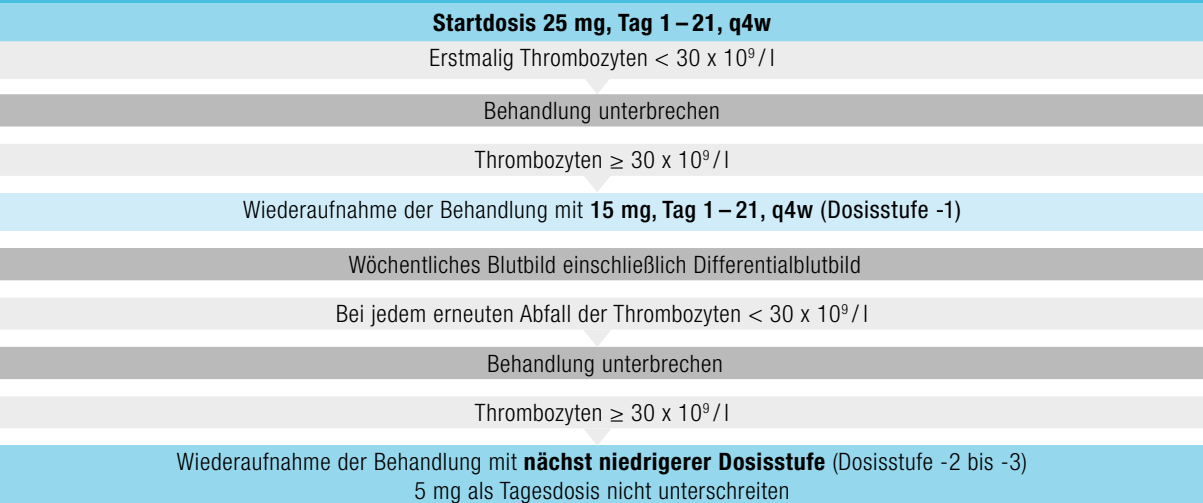 Startdosis 25 mg, Tag 1 – 21, q4w
Erstmalig Thrombozyten < 30 x 10⁹ / l
Behandlung unterbrechen
Thrombozyten ≥ 30 x 10⁹ / l
Wiederaufnahme der Behandlung mit 15 mg, Tag 1 – 21, q4w (Dosisstufe -1)
Wöchentliches Blutbild einschließlich Differentialblutbild
Bei jedem erneuten Abfall der Thrombozyten < 30 x 10⁹ / l
Behandlung unterbrechen
Thrombozyten ≥ 30 x 10⁹ / l
Wiederaufnahme der Behandlung mit nächst niedrigerer Dosisstufe (Dosisstufe -2 bis -3)
5 mg als Tagesdosis nicht unterschreiten